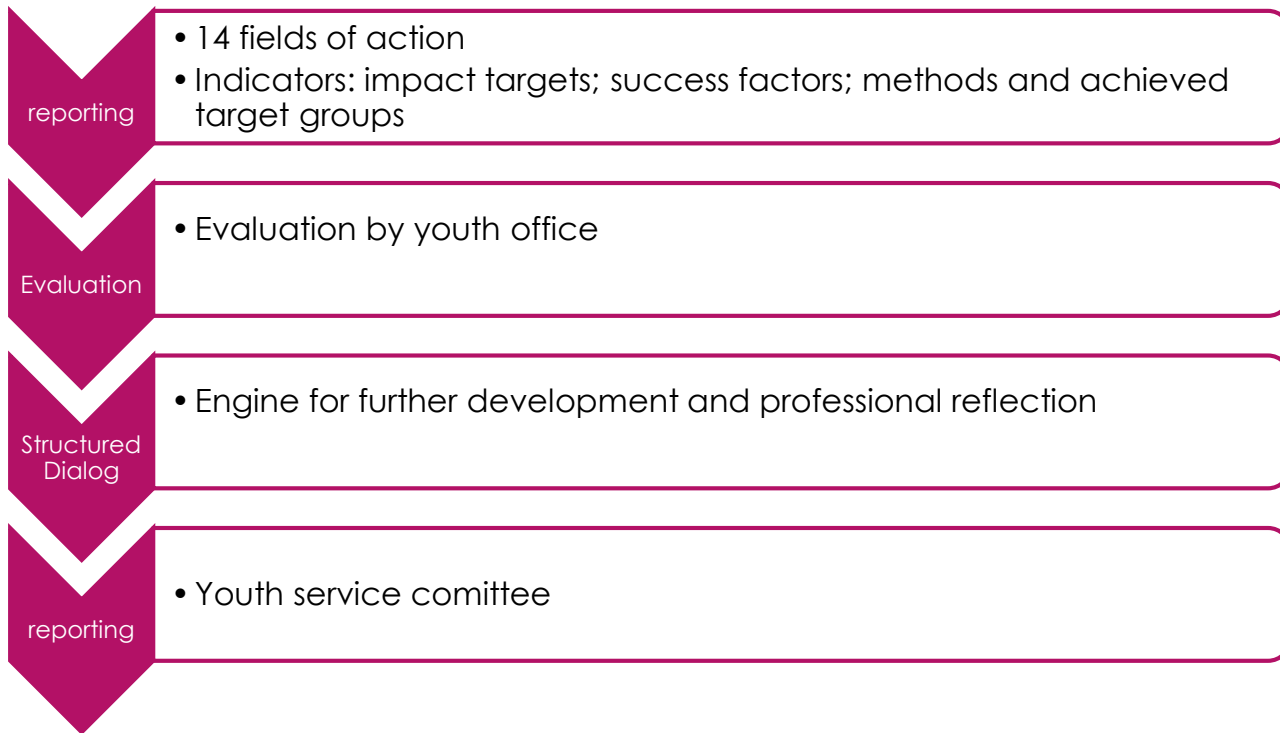 reporting
• 14 fields of action
• Indicators: impact targets; success factors; methods and achieved
target groups
Evaluation
• Evaluation by youth office
Structured
Dialog
• Engine for further development and professional reflection
reporting
• Youth service comittee